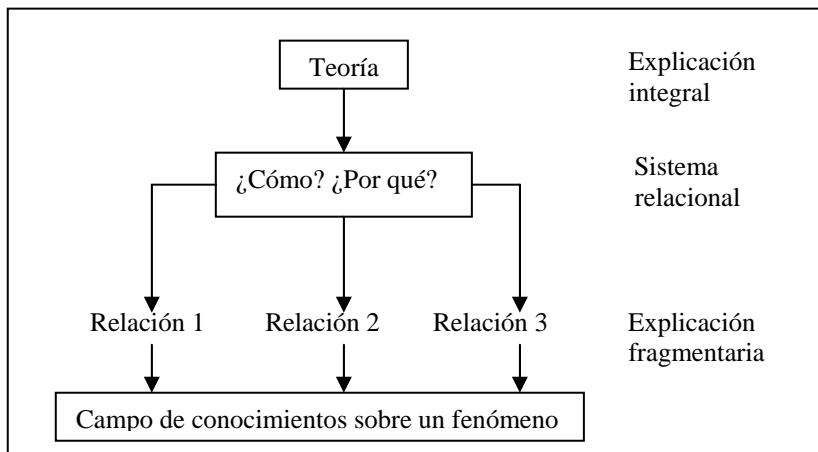 Teoría
Explicación
integral
¿Cómo? ¿Por qué?
Sistema
relacional
Relación 1
Relación 2
Relación 3
Explicación
fragmentaria
Campo de conocimientos sobre un fenómeno